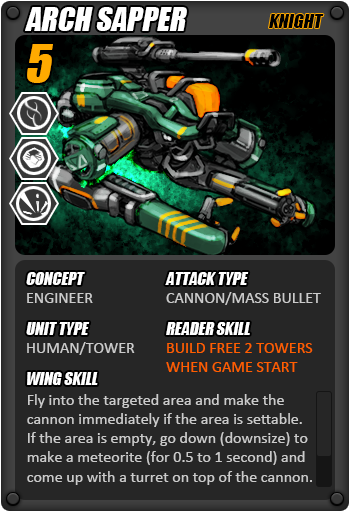 ARCH SAPPER
KNIGHT
5
CONCEPT
ENGINEER
ATTACK TYPE
CANNON/MASS BULLET
UNIT TYPE
HUMAN/TOWER
READER SKILL
BUILD FREE 2 TOWERS
WHEN GAME START
WING SKILL
Fly into the targeted area and make the
cannon immediately if the area is settable.
If the area is empty, go down (downsize) to
make a meteorite (for 0.5 to 1 second) and
come up with a turret on top of the cannon.